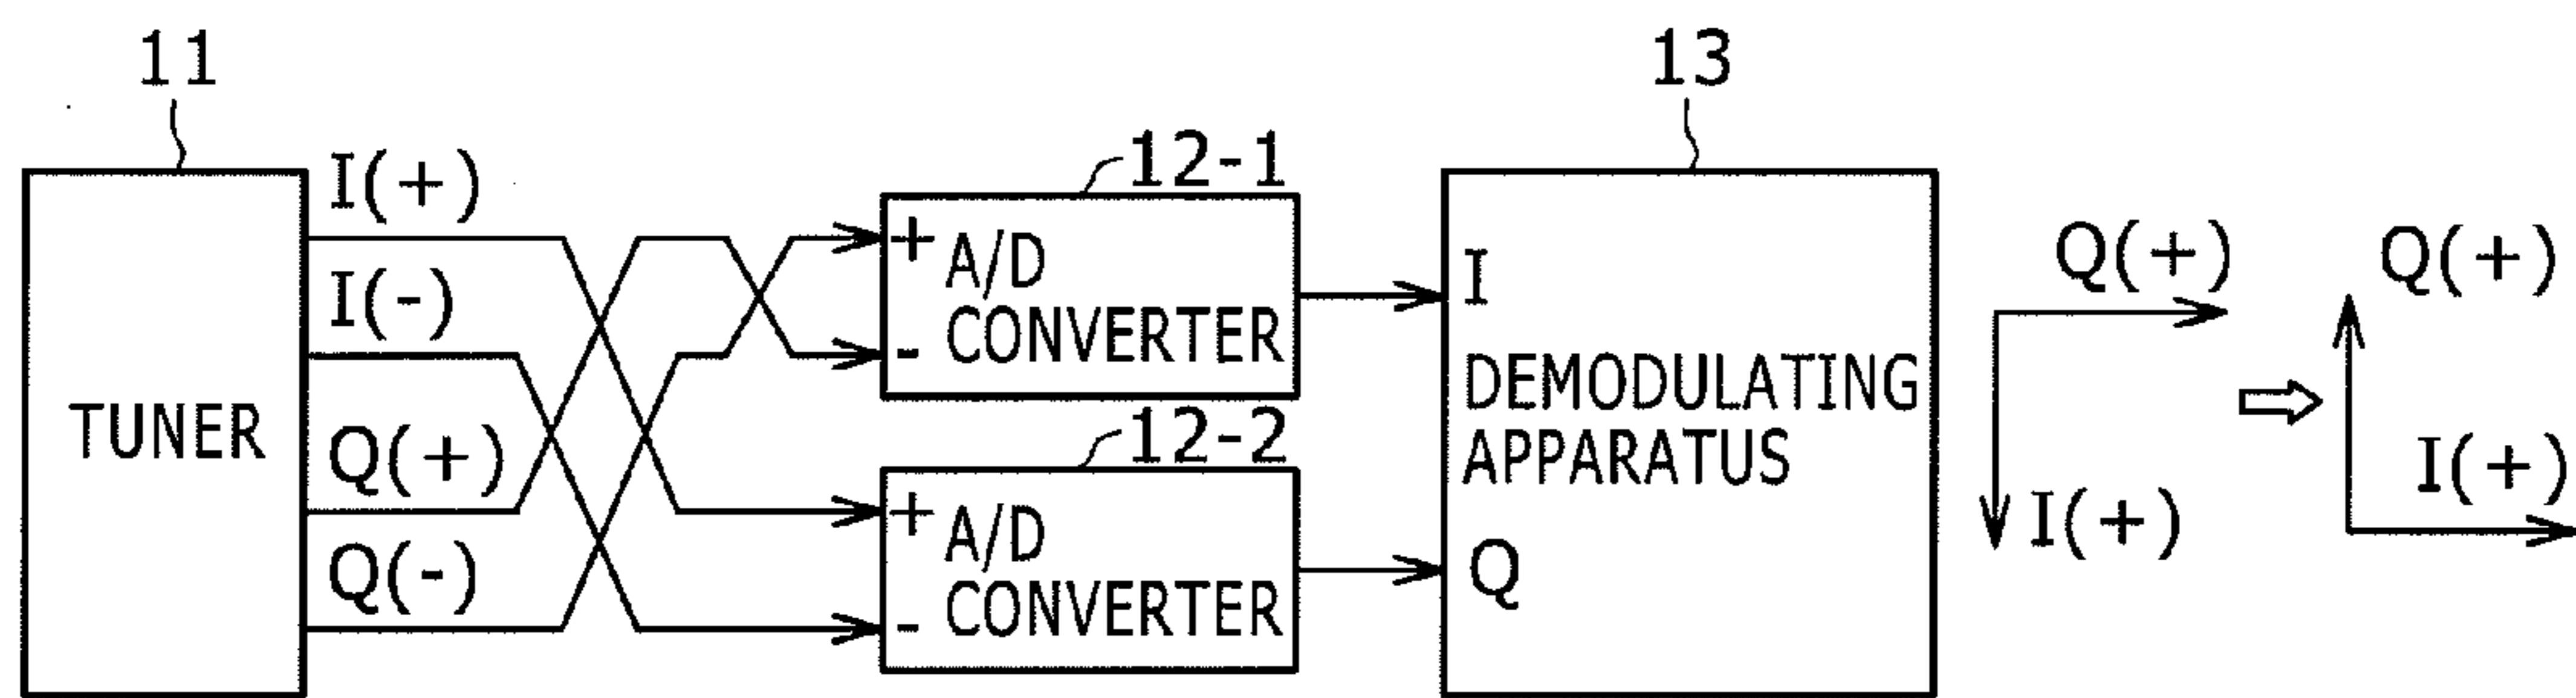 11
13
12-1
I(+)
I(-)
Q(+)
Q(-)
TUNER
+ A/D
- CONVERTER
12-2
+ A/D
- CONVERTER
I
DEMODULATING
APPARATUS
Q
Q(+)
I(+)
Q(+)
I(+)